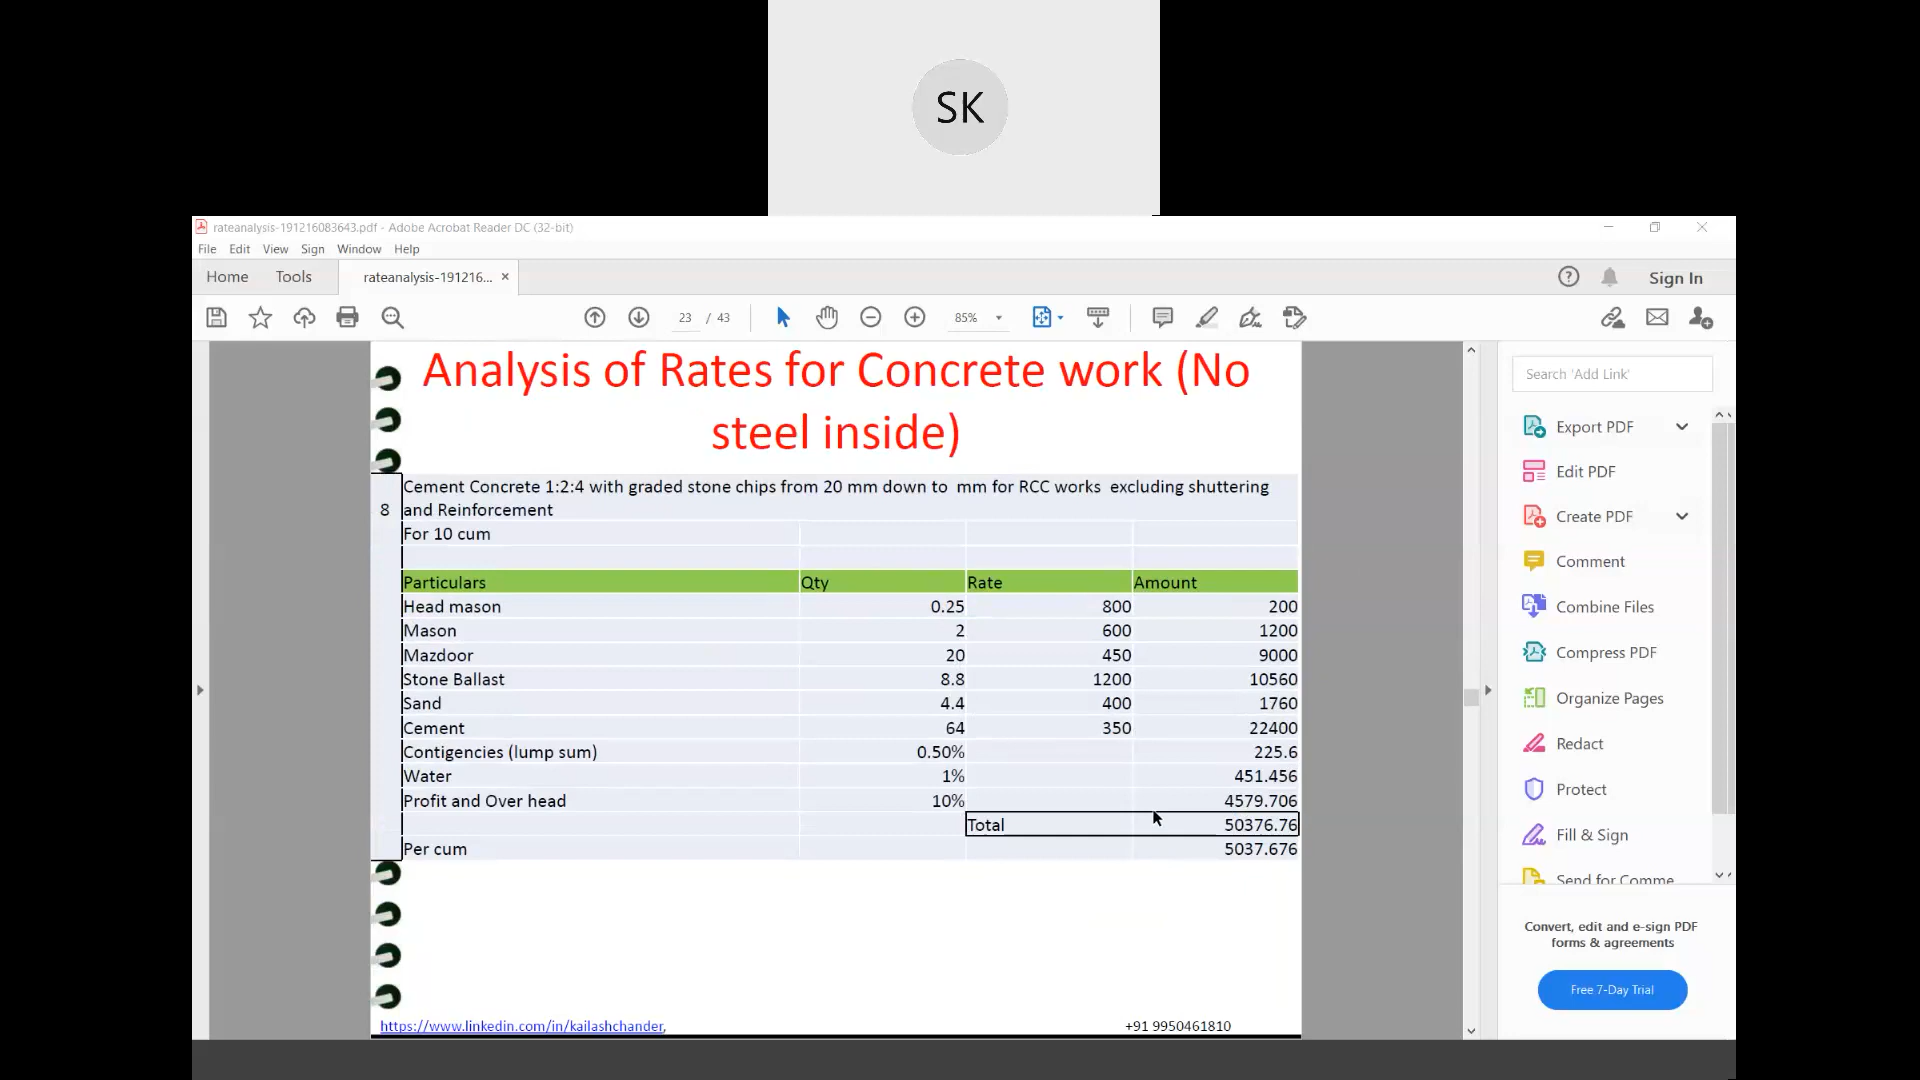 SK
rateanalysis-191216083643.pdf - Adobe Acrobat Reader DC (32-bit)
File Edit View Sign Window Help
Home Tools rateanalysis-191216... × Sign In
23 / 43 85%
Analysis of Rates for Concrete work (No
steel inside)
Cement Concrete 1:2:4 with graded stone chips from 20 mm down to mm for RCC works excluding shuttering
8 and Reinforcement
For 10 cum
Particulars Qty Rate Amount
Head mason 0.25 800 200
Mason 2 600 1200
Mazdoor 20 450 9000
Stone Ballast 8.8 1200 10560
Sand 4.4 400 1760
Cement 64 350 22400
Contigencies (lump sum) 0.50% 225.6
Water 1% 451.456
Profit and Over head 10% 4579.706
Total 50376.76
Per cum 5037.676
https://www.linkedin.com/in/kailashchander, +91 9950461810
Search 'Add Link'
Export PDF
Edit PDF
Create PDF
Comment
Combine Files
Compress PDF
Organize Pages
Redact
Protect
Fill & Sign
Send for Comme
Convert, edit and e-sign PDF
forms & agreements
Free 7-Day Trial